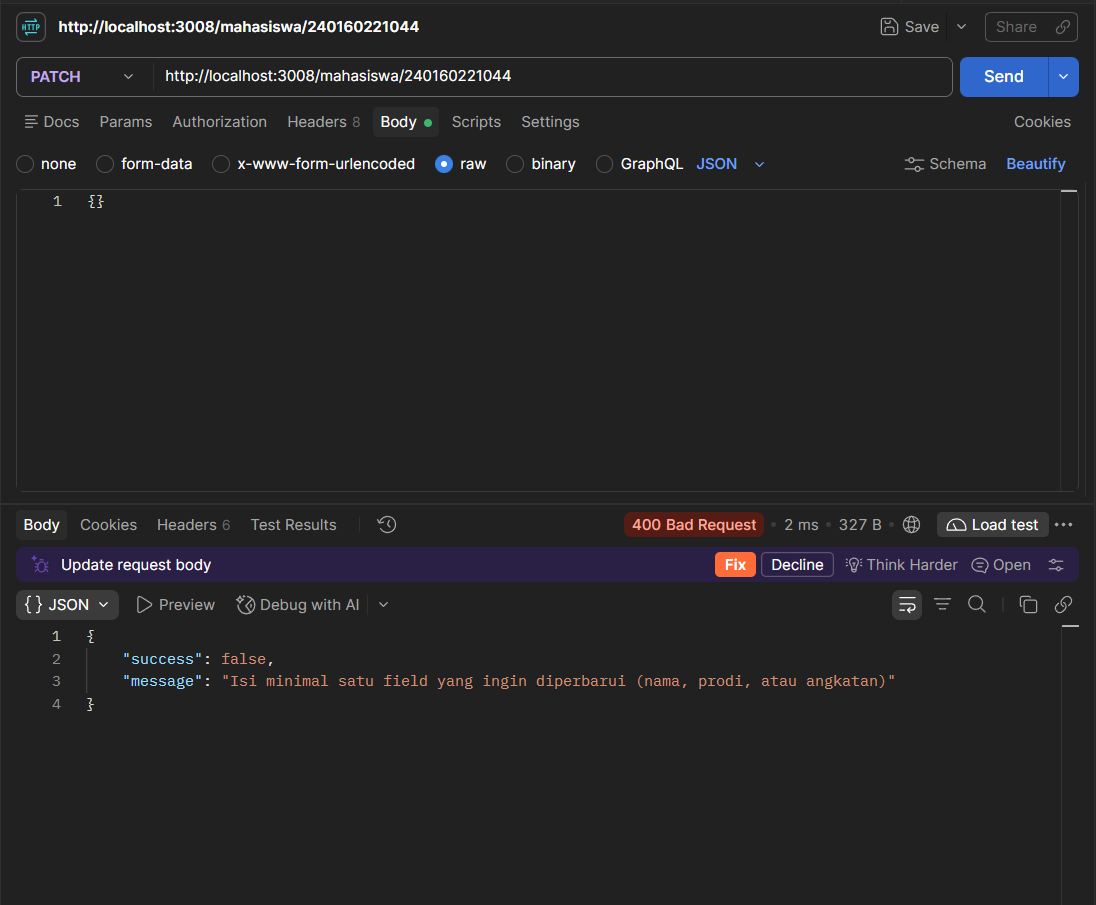 HTTP http://localhost:3008/mahasiswa/240160221044 Save Share
PATCH http://localhost:3008/mahasiswa/240160221044 Send
Docs Params Authorization Headers 8 Body Scripts Settings Cookies
none form-data x-www-form-urlencoded raw binary GraphQL JSON Schema Beautify
1 {}
Body Cookies Headers 6 Test Results 400 Bad Request • 2 ms • 327 B • Load test
Update request body Fix Decline Think Harder Open
{} JSON Preview Debug with AI
1 {
2 "success": false,
3 "message": "Isi minimal satu field yang ingin diperbarui (nama, prodi, atau angkatan)"
4 }